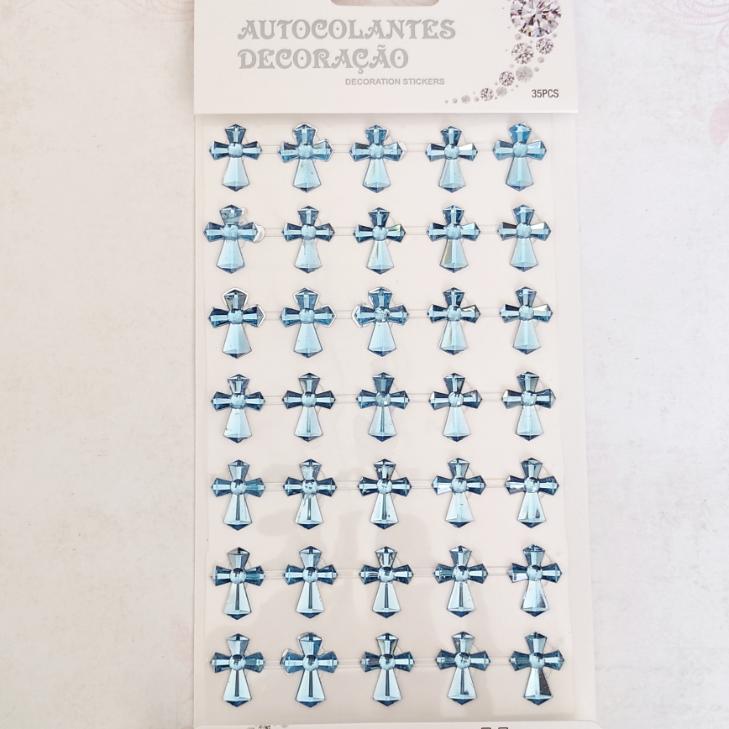 AUTOCOLANTES
DECORAÇÃO
DECORATION STICKERS
35PCS